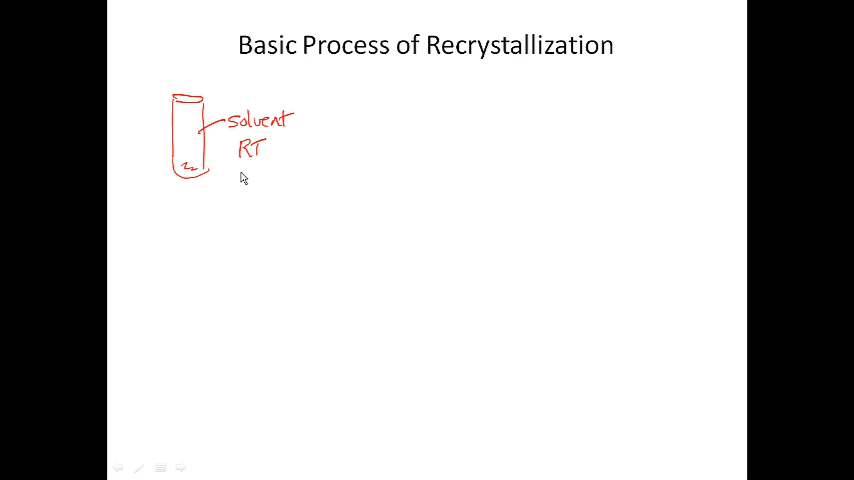 Basic Process of Recrystallization
solvent
RT